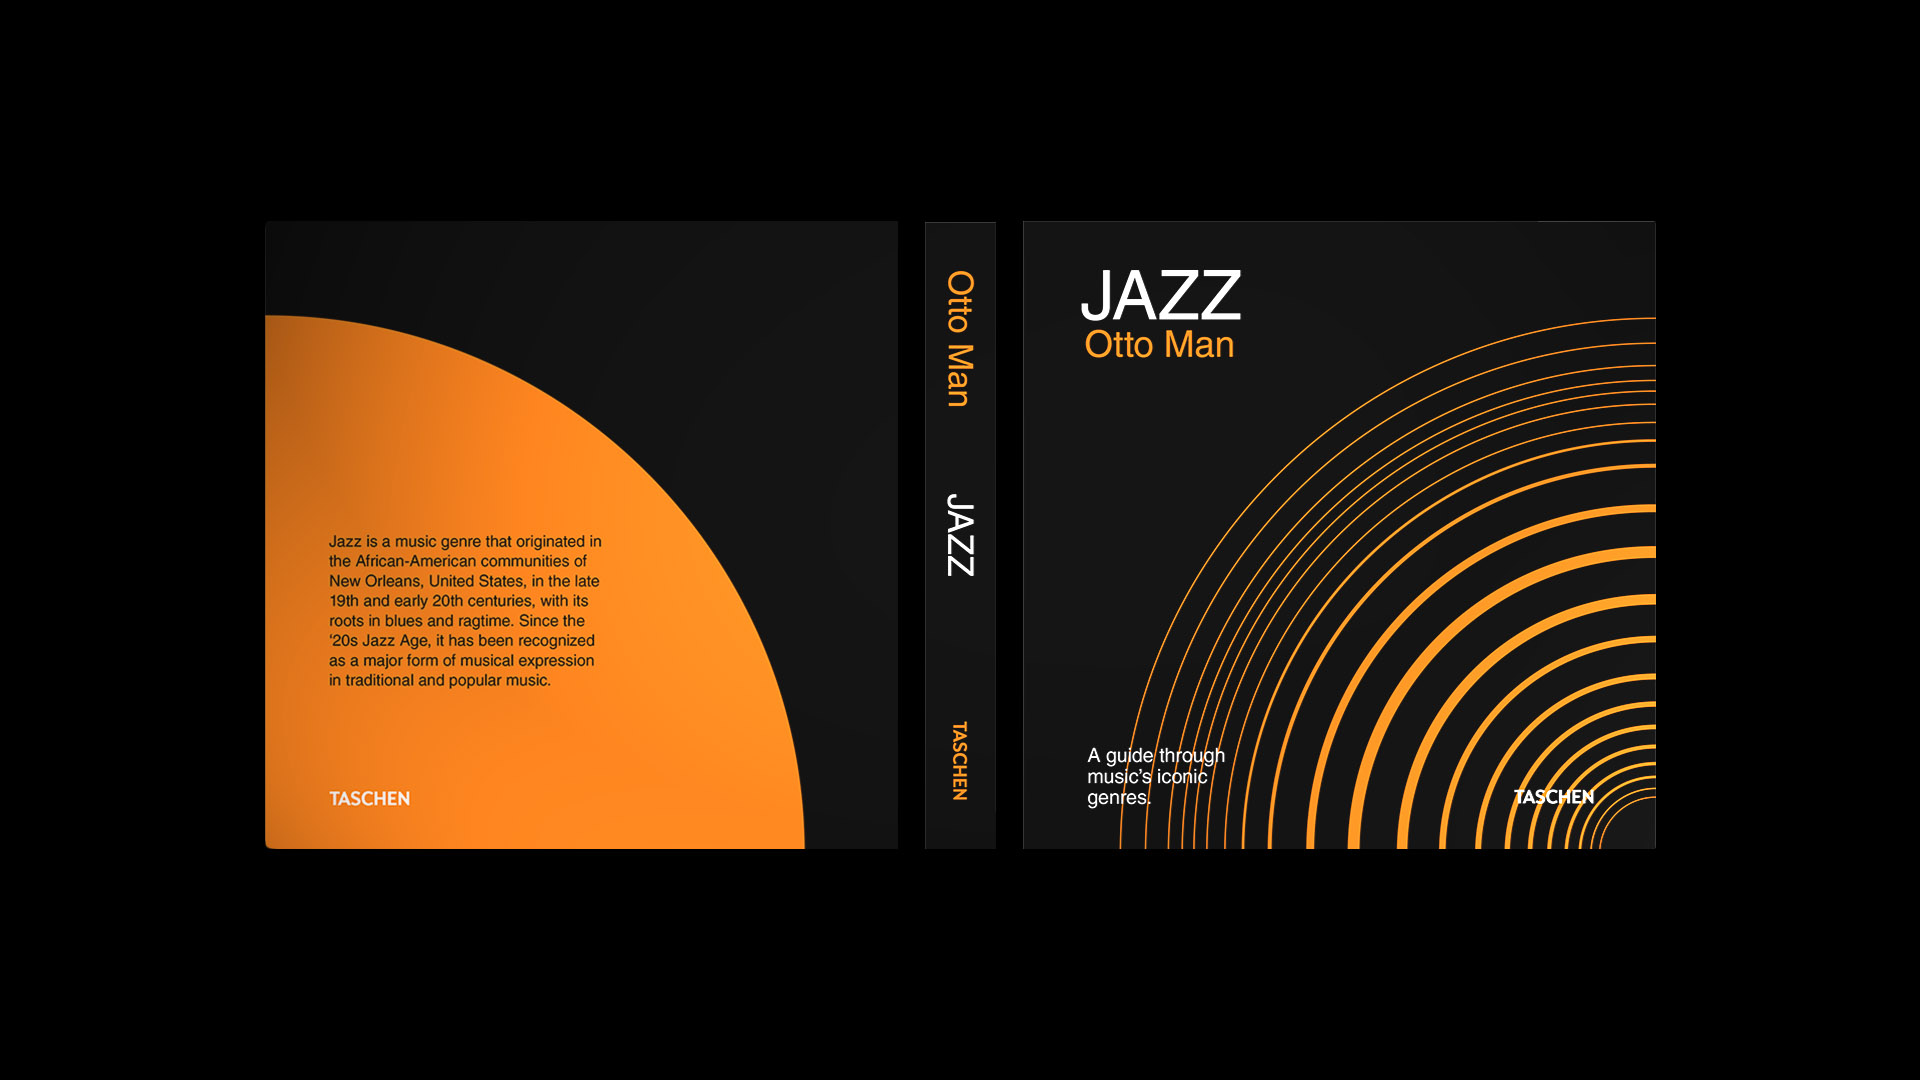 Jazz is a music genre that originated in
the African-American communities of
New Orleans, United States, in the late
19th and early 20th centuries, with its
roots in blues and ragtime. Since the
‘20s Jazz Age, it has been recognized
as a major form of musical expression
in traditional and popular music.
TASCHEN
Otto Man
JAZZ
TASCHEN
JAZZ
Otto Man
A guide through
music’s iconic
genres.
TASCHEN